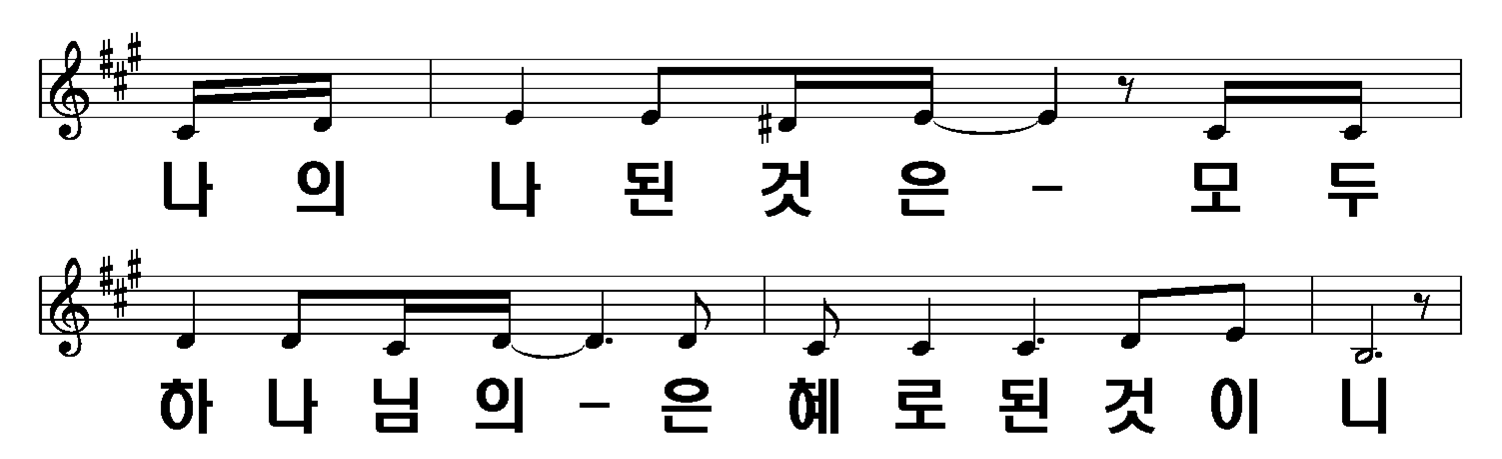 나 의 나 된 것 은 - 모 두
하 나 님 의 - 은 혜 로 된 것 이 니